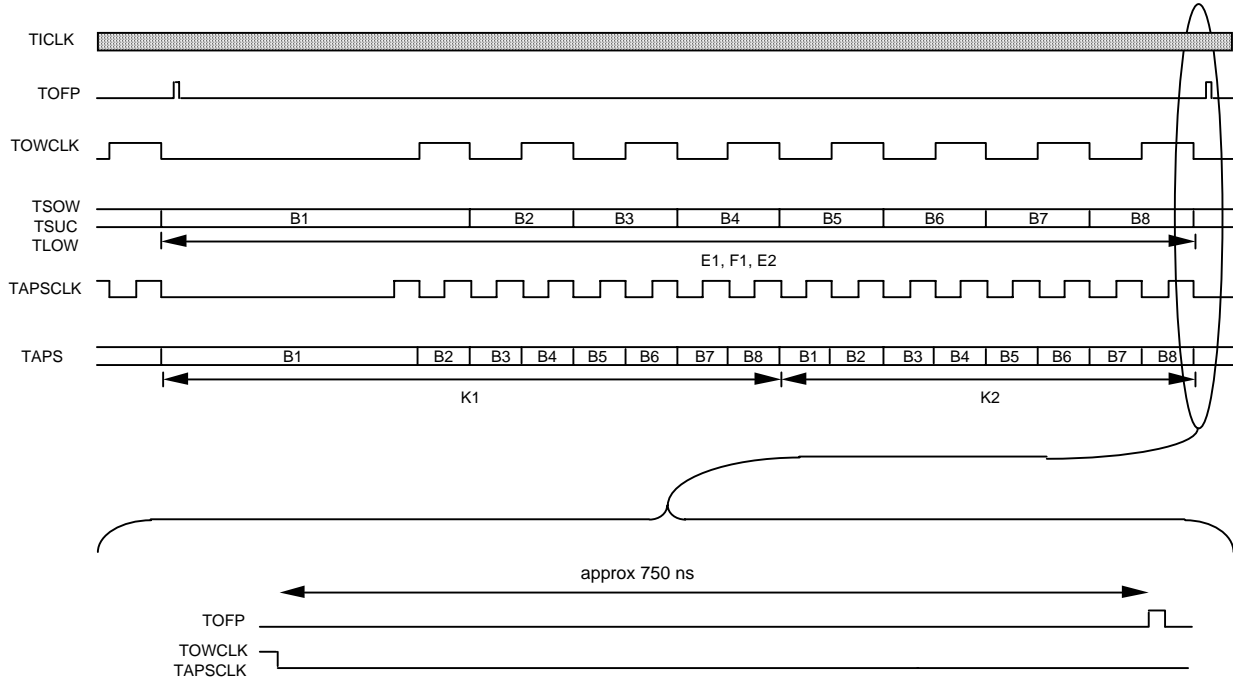 TICLK
TOFP
TOWCLK
TSOW
TSUC
TLOW
B1 B2 B3 B4 B5 B6 B7 B8
E1, F1, E2
TAPSCLK
TAPS
B1 B2 B3 B4 B5 B6 B7 B8 B1 B2 B3 B4 B5 B6 B7 B8
K1 K2
approx 750 ns
TOFP
TOWCLK
TAPSCLK